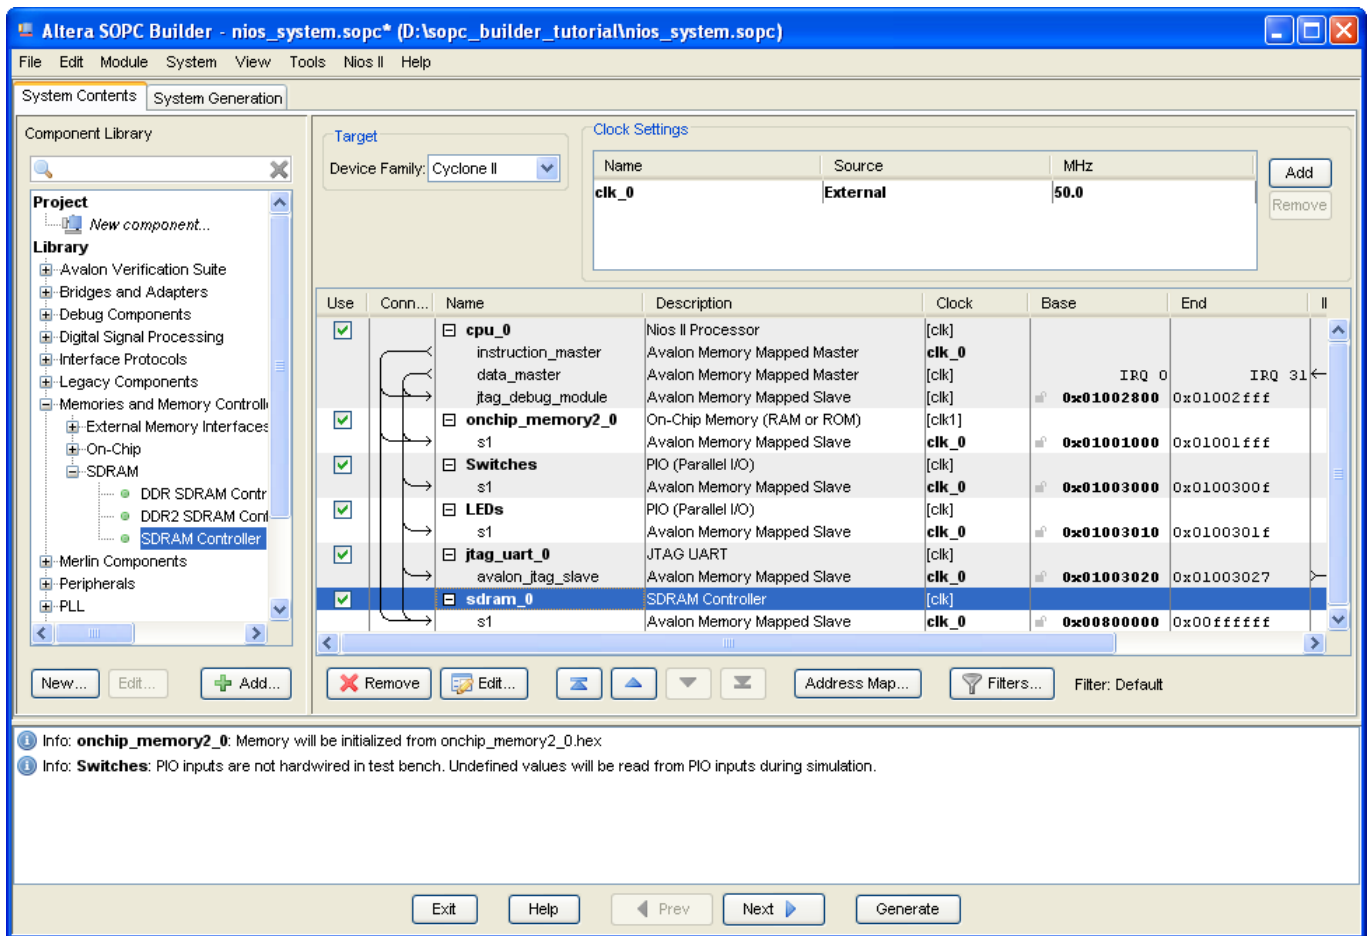 Altera SOPC Builder - nios_system.sopc* (D:\sopc_builder_tutorial\nios_system.sopc)
File Edit Module System View Tools Nios II Help
System Contents System Generation
Component Library
Project
New component...
Library
Avalon Verification Suite
Bridges and Adapters
Debug Components
Digital Signal Processing
Interface Protocols
Legacy Components
Memories and Memory Controll
External Memory Interfaces
On-Chip
SDRAM
DDR SDRAM Contr
DDR2 SDRAM Cont
SDRAM Controller
Merlin Components
Peripherals
PLL
New... Edit... Add...
Target
Device Family: Cyclone II
Clock Settings
Name Source MHz
clk_0 External 50.0
Add
Remove
Use Conn... Name Description Clock Base End
cpu_0 Nios II Processor [clk]
instruction_master Avalon Memory Mapped Master clk_0
data_master Avalon Memory Mapped Master [clk] IRQ 0 IRQ 31
jtag_debug_module Avalon Memory Mapped Slave [clk] 0x01002800 0x01002fff
onchip_memory2_0 On-Chip Memory (RAM or ROM) [clk1]
s1 Avalon Memory Mapped Slave clk_0 0x01001000 0x01001fff
Switches PIO (Parallel I/O) [clk]
s1 Avalon Memory Mapped Slave clk_0 0x01003000 0x0100300f
LEDs PIO (Parallel I/O) [clk]
s1 Avalon Memory Mapped Slave clk_0 0x01003010 0x0100301f
jtag_uart_0 JTAG UART [clk]
avalon_jtag_slave Avalon Memory Mapped Slave clk_0 0x01003020 0x01003027
sdram_0 SDRAM Controller [clk]
s1 Avalon Memory Mapped Slave clk_0 0x00800000 0x00ffffff
Remove Edit... Address Map... Filters... Filter: Default
Info: onchip_memory2_0: Memory will be initialized from onchip_memory2_0.hex
Info: Switches: PIO inputs are not hardwired in test bench. Undefined values will be read from PIO inputs during simulation.
Exit Help Prev Next Generate